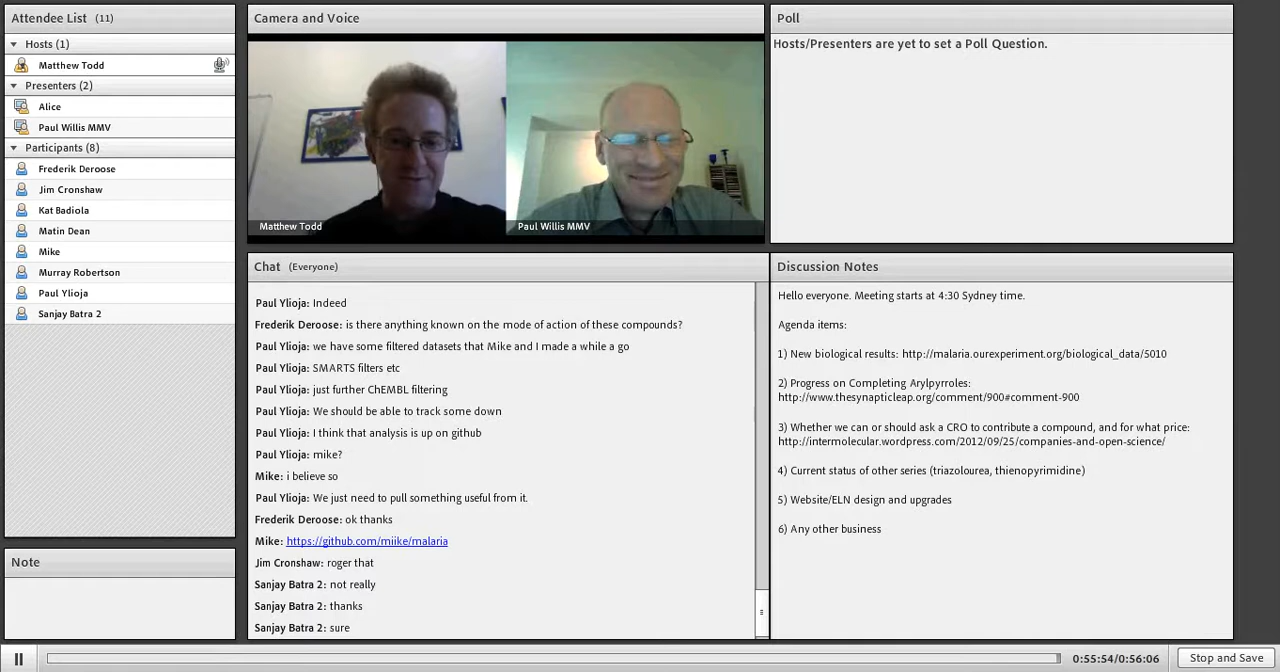 Attendee List (11)
Hosts (1)
Matthew Todd
Presenters (2)
Alice
Paul Willis MMV
Participants (8)
Frederik Deroose
Jim Cronshaw
Kat Badiola
Matin Dean
Mike
Murray Robertson
Paul Ylioja
Sanjay Batra 2
Note
Camera and Voice
Matthew Todd
Paul Willis MMV
Chat (Everyone)
Paul Ylioja: Indeed
Frederik Deroose: is there anything known on the mode of action of these compounds?
Paul Ylioja: we have some filtered datasets that Mike and I made a while a go
Paul Ylioja: SMARTS filters etc
Paul Ylioja: just further ChEMBL filtering
Paul Ylioja: We should be able to track some down
Paul Ylioja: I think that analysis is up on github
Paul Ylioja: mike?
Mike: i believe so
Paul Ylioja: We just need to pull something useful from it.
Frederik Deroose: ok thanks
Mike: https://github.com/miike/malaria
Jim Cronshaw: roger that
Sanjay Batra 2: not really
Sanjay Batra 2: thanks
Sanjay Batra 2: sure
Poll
Hosts/Presenters are yet to set a Poll Question.
Discussion Notes
Hello everyone. Meeting starts at 4:30 Sydney time.
Agenda items:
1) New biological results: http://malaria.ourexperiment.org/biological_data/5010
2) Progress on Completing Arylpyrroles:
http://www.thesynapticleap.org/comment/900#comment-900
3) Whether we can or should ask a CRO to contribute a compound, and for what price:
http://intermolecular.wordpress.com/2012/09/25/companies-and-open-science/
4) Current status of other series (triazolourea, thienopyrimidine)
5) Website/ELN design and upgrades
6) Any other business
0:55:54/0:56:06
Stop and Save